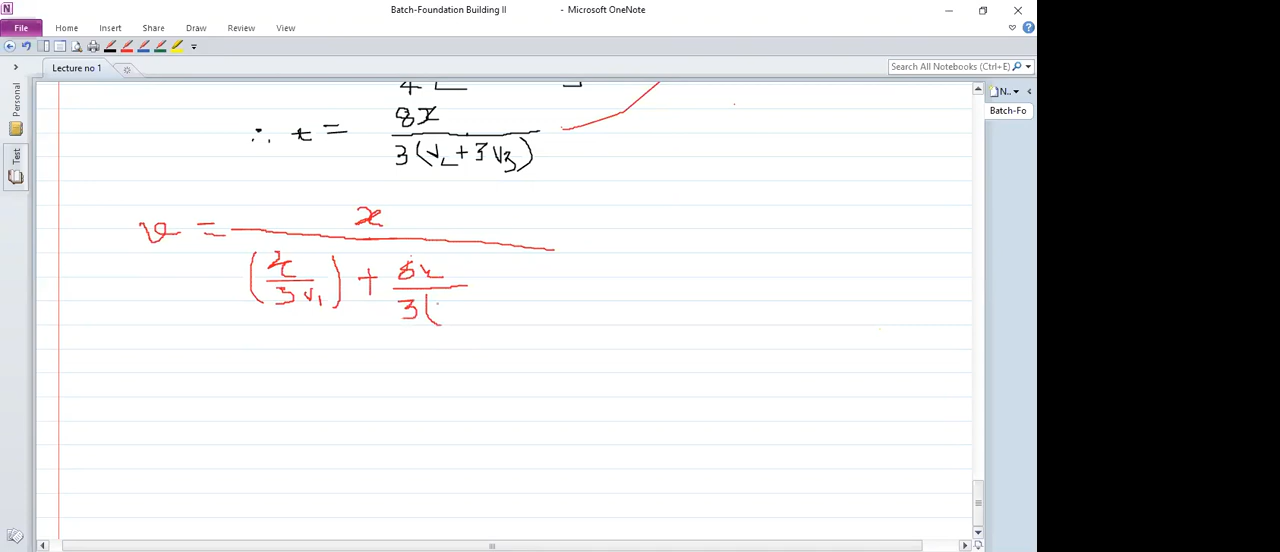 Batch-Foundation Building II - Microsoft OneNote
File Home Insert Share Draw Review View
Lecture no 1
Search All Notebooks (Ctrl+E)
Personal
Test
N..
Batch-Fo
4
∴ t = 8x / 3(v₂ + 3v₃)
v = x / (x / 3v₁) + 8x / 3(